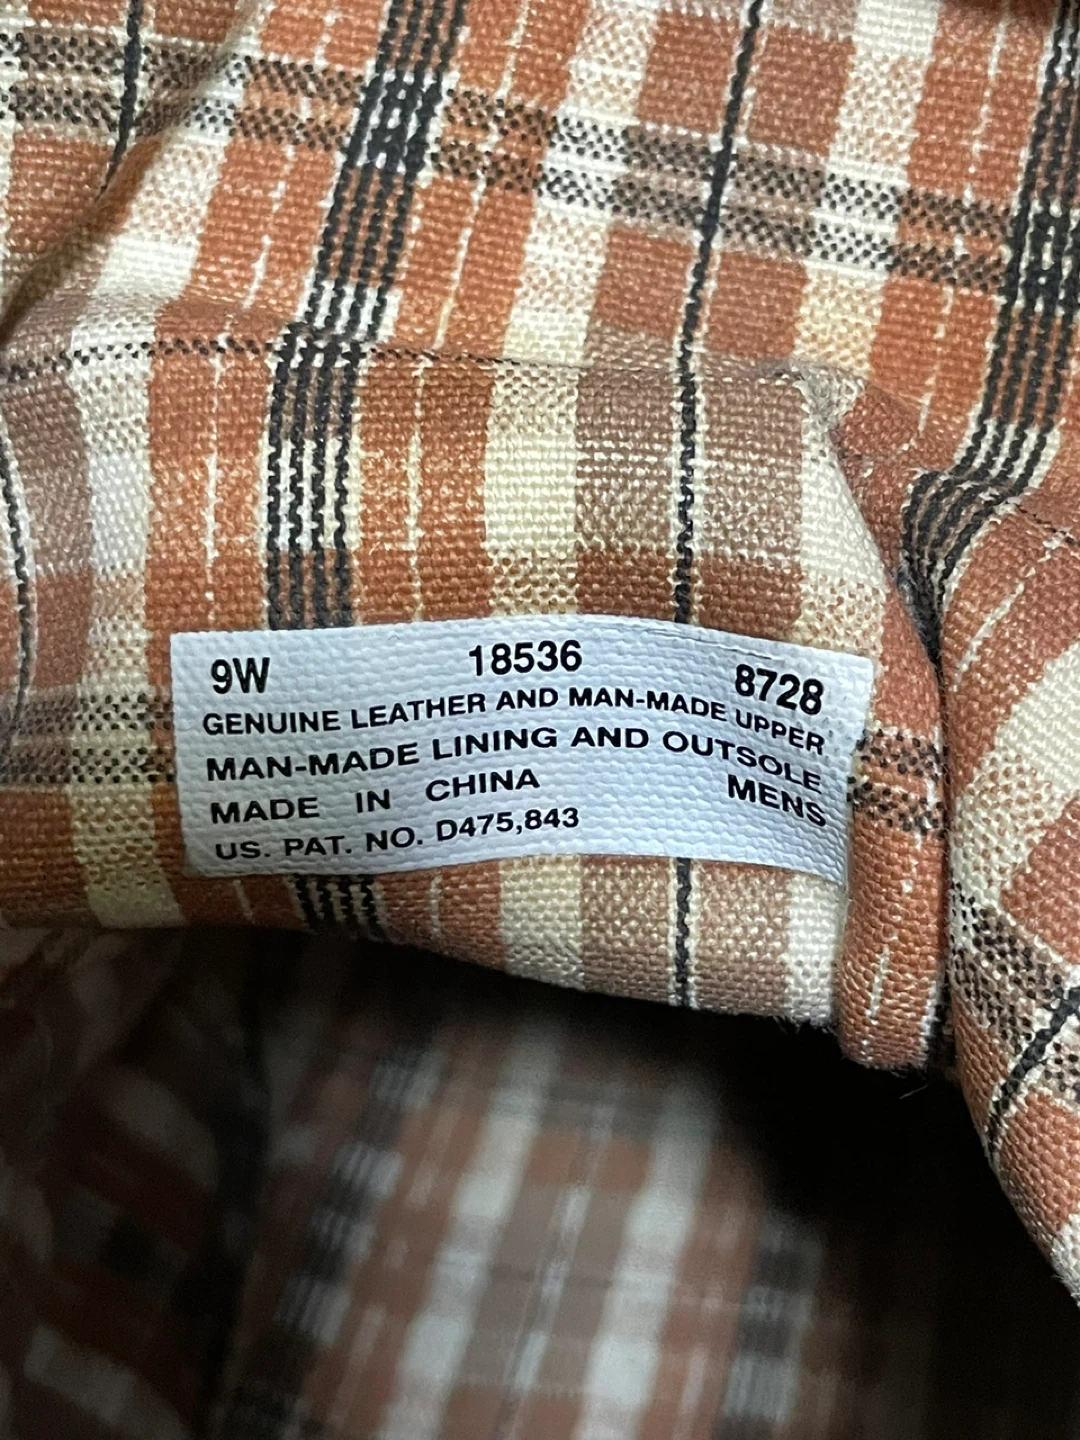 9W 18536 8728
GENUINE LEATHER AND MAN-MADE UPPER
MAN-MADE LINING AND OUTSOLE
MADE IN CHINA MENS
US. PAT. NO. D475,843